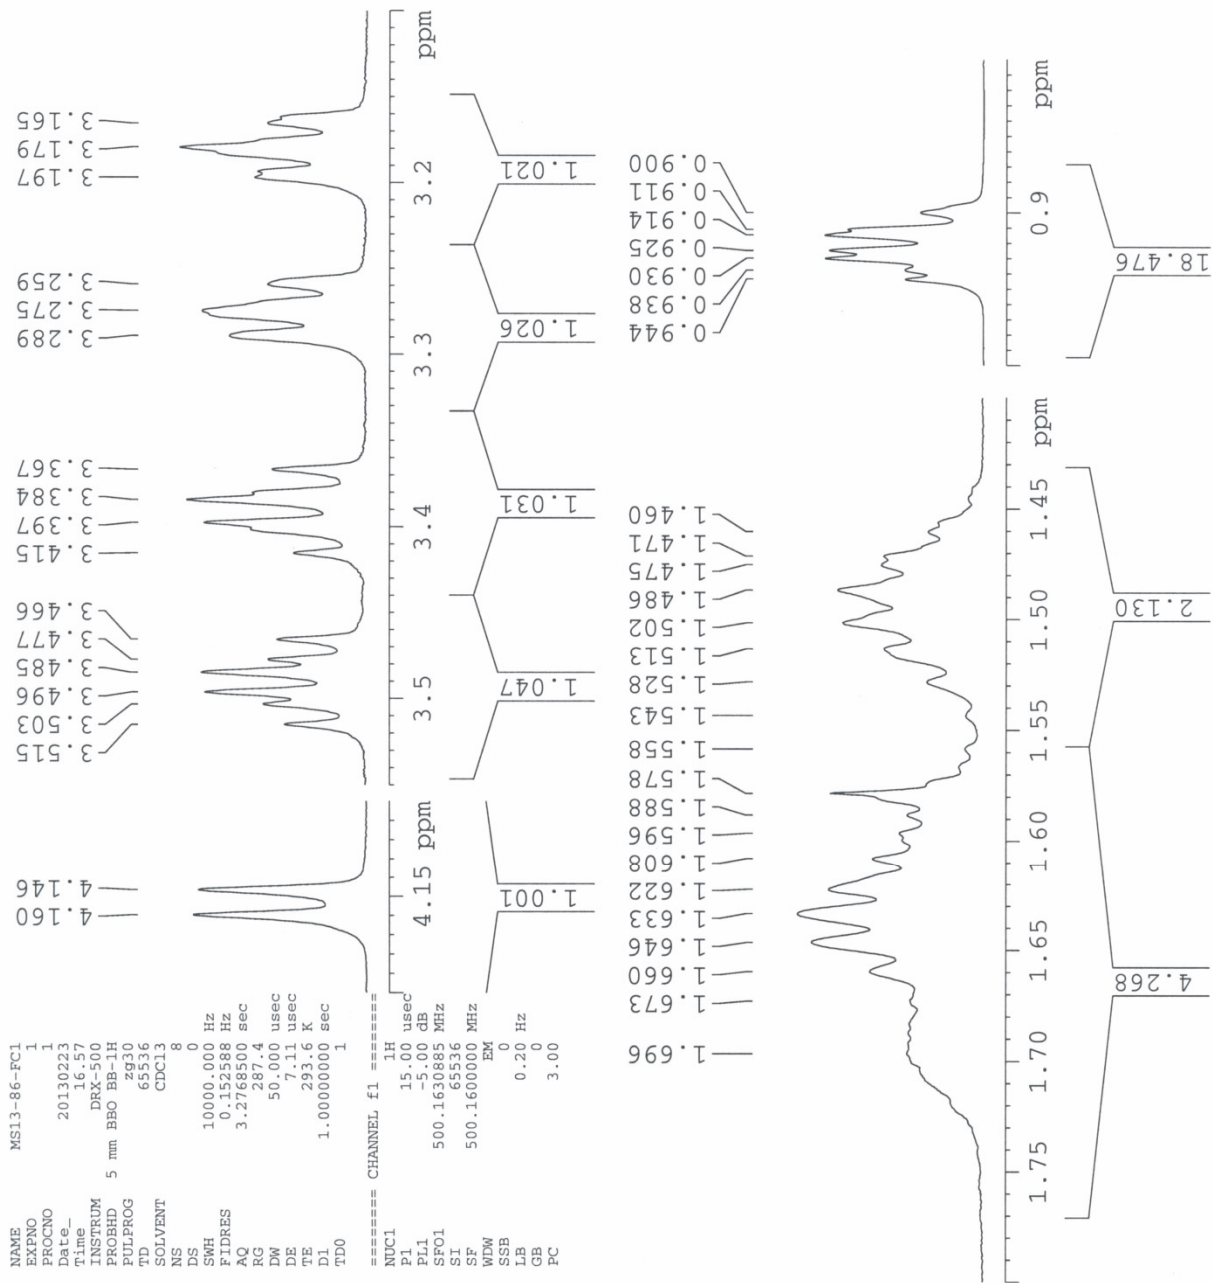 NAME MS13-86-FC1
EXPNO 1
PROCNO 1
Date_ 20130223
Time 16.57
INSTRUM DRX-500
PROBHD 5 mm BBO BB-1H
PULPROG zg30
TD 65536
SOLVENT CDCl3
NS 8
DS 0
SWH 10000.000 Hz
FIDRES 0.152588 Hz
AQ 3.2768500 sec
RG 287.4
DW 50.000 usec
DE 7.11 usec
TE 293.6 K
D1 1.00000000 sec
TD0 1
======== CHANNEL f1 ========
NUC1 1H
P1 15.00 usec
PL1 -5.00 dB
SFO1 500.1630885 MHz
SI 65536
SF 500.1600000 MHz
WDW EM
SSB 0
LB 0.20 Hz
GB 0
PC 3.00
4.160
4.146
3.515
3.503
3.496
3.485
3.477
3.466
3.415
3.397
3.384
3.367
3.289
3.275
3.259
3.197
3.179
3.165
4.15 ppm
3.5 3.4 3.3 3.2 ppm
1.001
1.047
1.031
1.026
1.021
1.696
1.673
1.660
1.646
1.633
1.622
1.608
1.596
1.588
1.578
1.558
1.543
1.528
1.513
1.502
1.486
1.475
1.471
1.460
0.944
0.938
0.930
0.925
0.914
0.911
0.900
1.75 1.70 1.65 1.60 1.55 1.50 1.45 ppm
0.9 ppm
4.268
2.130
18.476